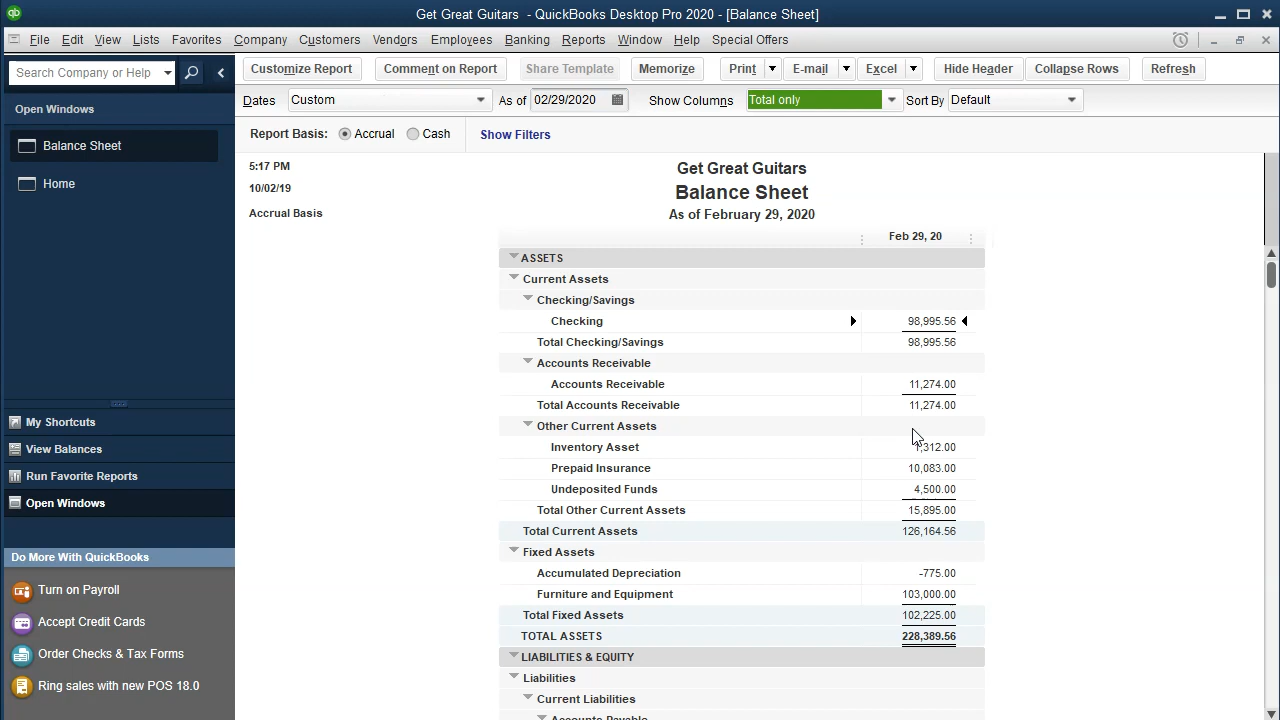 Get Great Guitars - QuickBooks Desktop Pro 2020 - [Balance Sheet]
File Edit View Lists Favorites Company Customers Vendors Employees Banking Reports Window Help Special Offers
Search Company or Help
Customize Report Comment on Report Share Template Memorize Print E-mail Excel Hide Header Collapse Rows Refresh
Dates Custom As of 02/29/2020 Show Columns Total only Sort By Default
Report Basis: Accrual Cash Show Filters
Open Windows
Balance Sheet
Home
My Shortcuts
View Balances
Run Favorite Reports
Open Windows
Do More With QuickBooks
Turn on Payroll
Accept Credit Cards
Order Checks & Tax Forms
Ring sales with new POS 18.0
5:17 PM
10/02/19
Accrual Basis
Get Great Guitars
Balance Sheet
As of February 29, 2020
Feb 29, 20
ASSETS
Current Assets
Checking/Savings
Checking 98,995.56
Total Checking/Savings 98,995.56
Accounts Receivable
Accounts Receivable 11,274.00
Total Accounts Receivable 11,274.00
Other Current Assets
Inventory Asset 1,312.00
Prepaid Insurance 10,083.00
Undeposited Funds 4,500.00
Total Other Current Assets 15,895.00
Total Current Assets 126,164.56
Fixed Assets
Accumulated Depreciation -775.00
Furniture and Equipment 103,000.00
Total Fixed Assets 102,225.00
TOTAL ASSETS 228,389.56
LIABILITIES & EQUITY
Liabilities
Current Liabilities
Accounts Payable